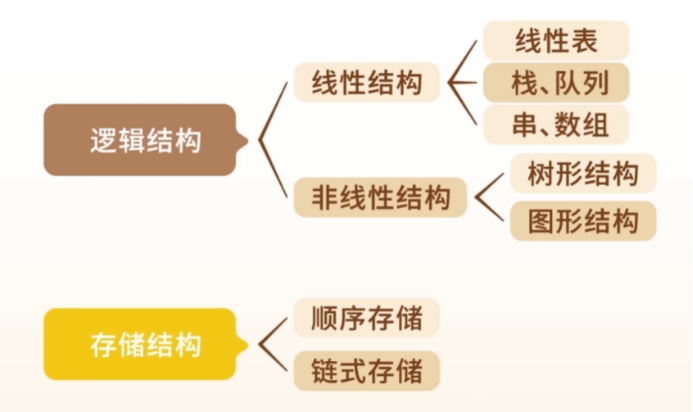 逻辑结构
线性结构
线性表
栈、队列
串、数组
非线性结构
树形结构
图形结构
存储结构
顺序存储
链式存储